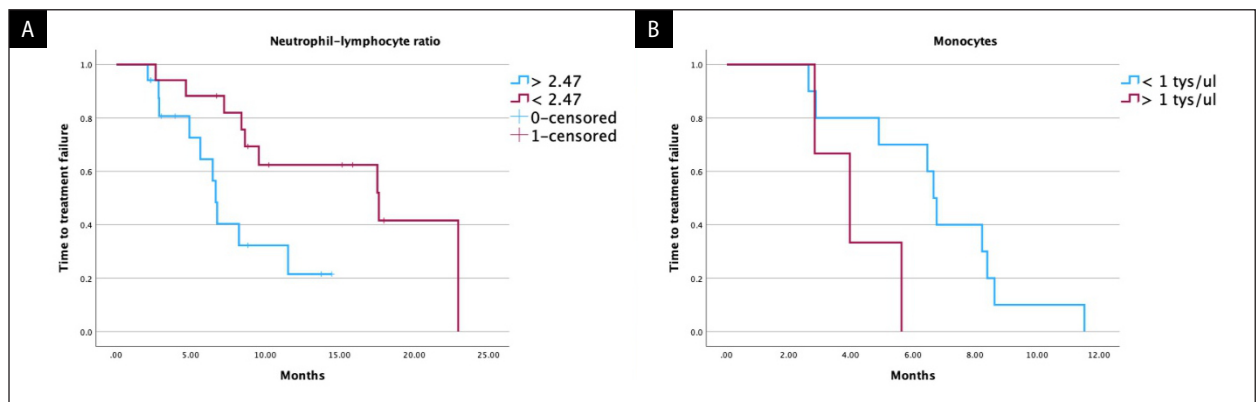 A
Neutrophil–lymphocyte ratio
Time to treatment failure
1.0
0.8
0.6
0.4
0.2
0.0
.00 5.00 10.00 15.00 20.00 25.00
Months
> 2.47
< 2.47
0-censored
1-censored
B
Monocytes
Time to treatment failure
1.0
0.8
0.6
0.4
0.2
0.0
.00 2.00 4.00 6.00 8.00 10.00 12.00
Months
< 1 tys/ul
> 1 tys/ul